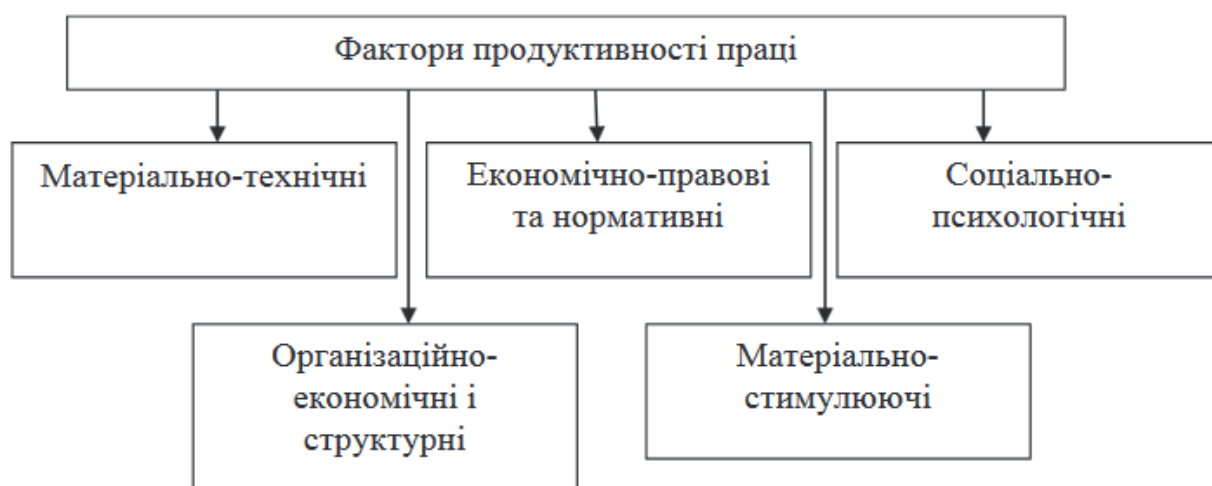 Фактори продуктивності праці
Матеріально-технічні
Економічно-правові
та нормативні
Соціально-
психологічні
Організаційно-
економічні і
структурні
Матеріально-
стимулюючі